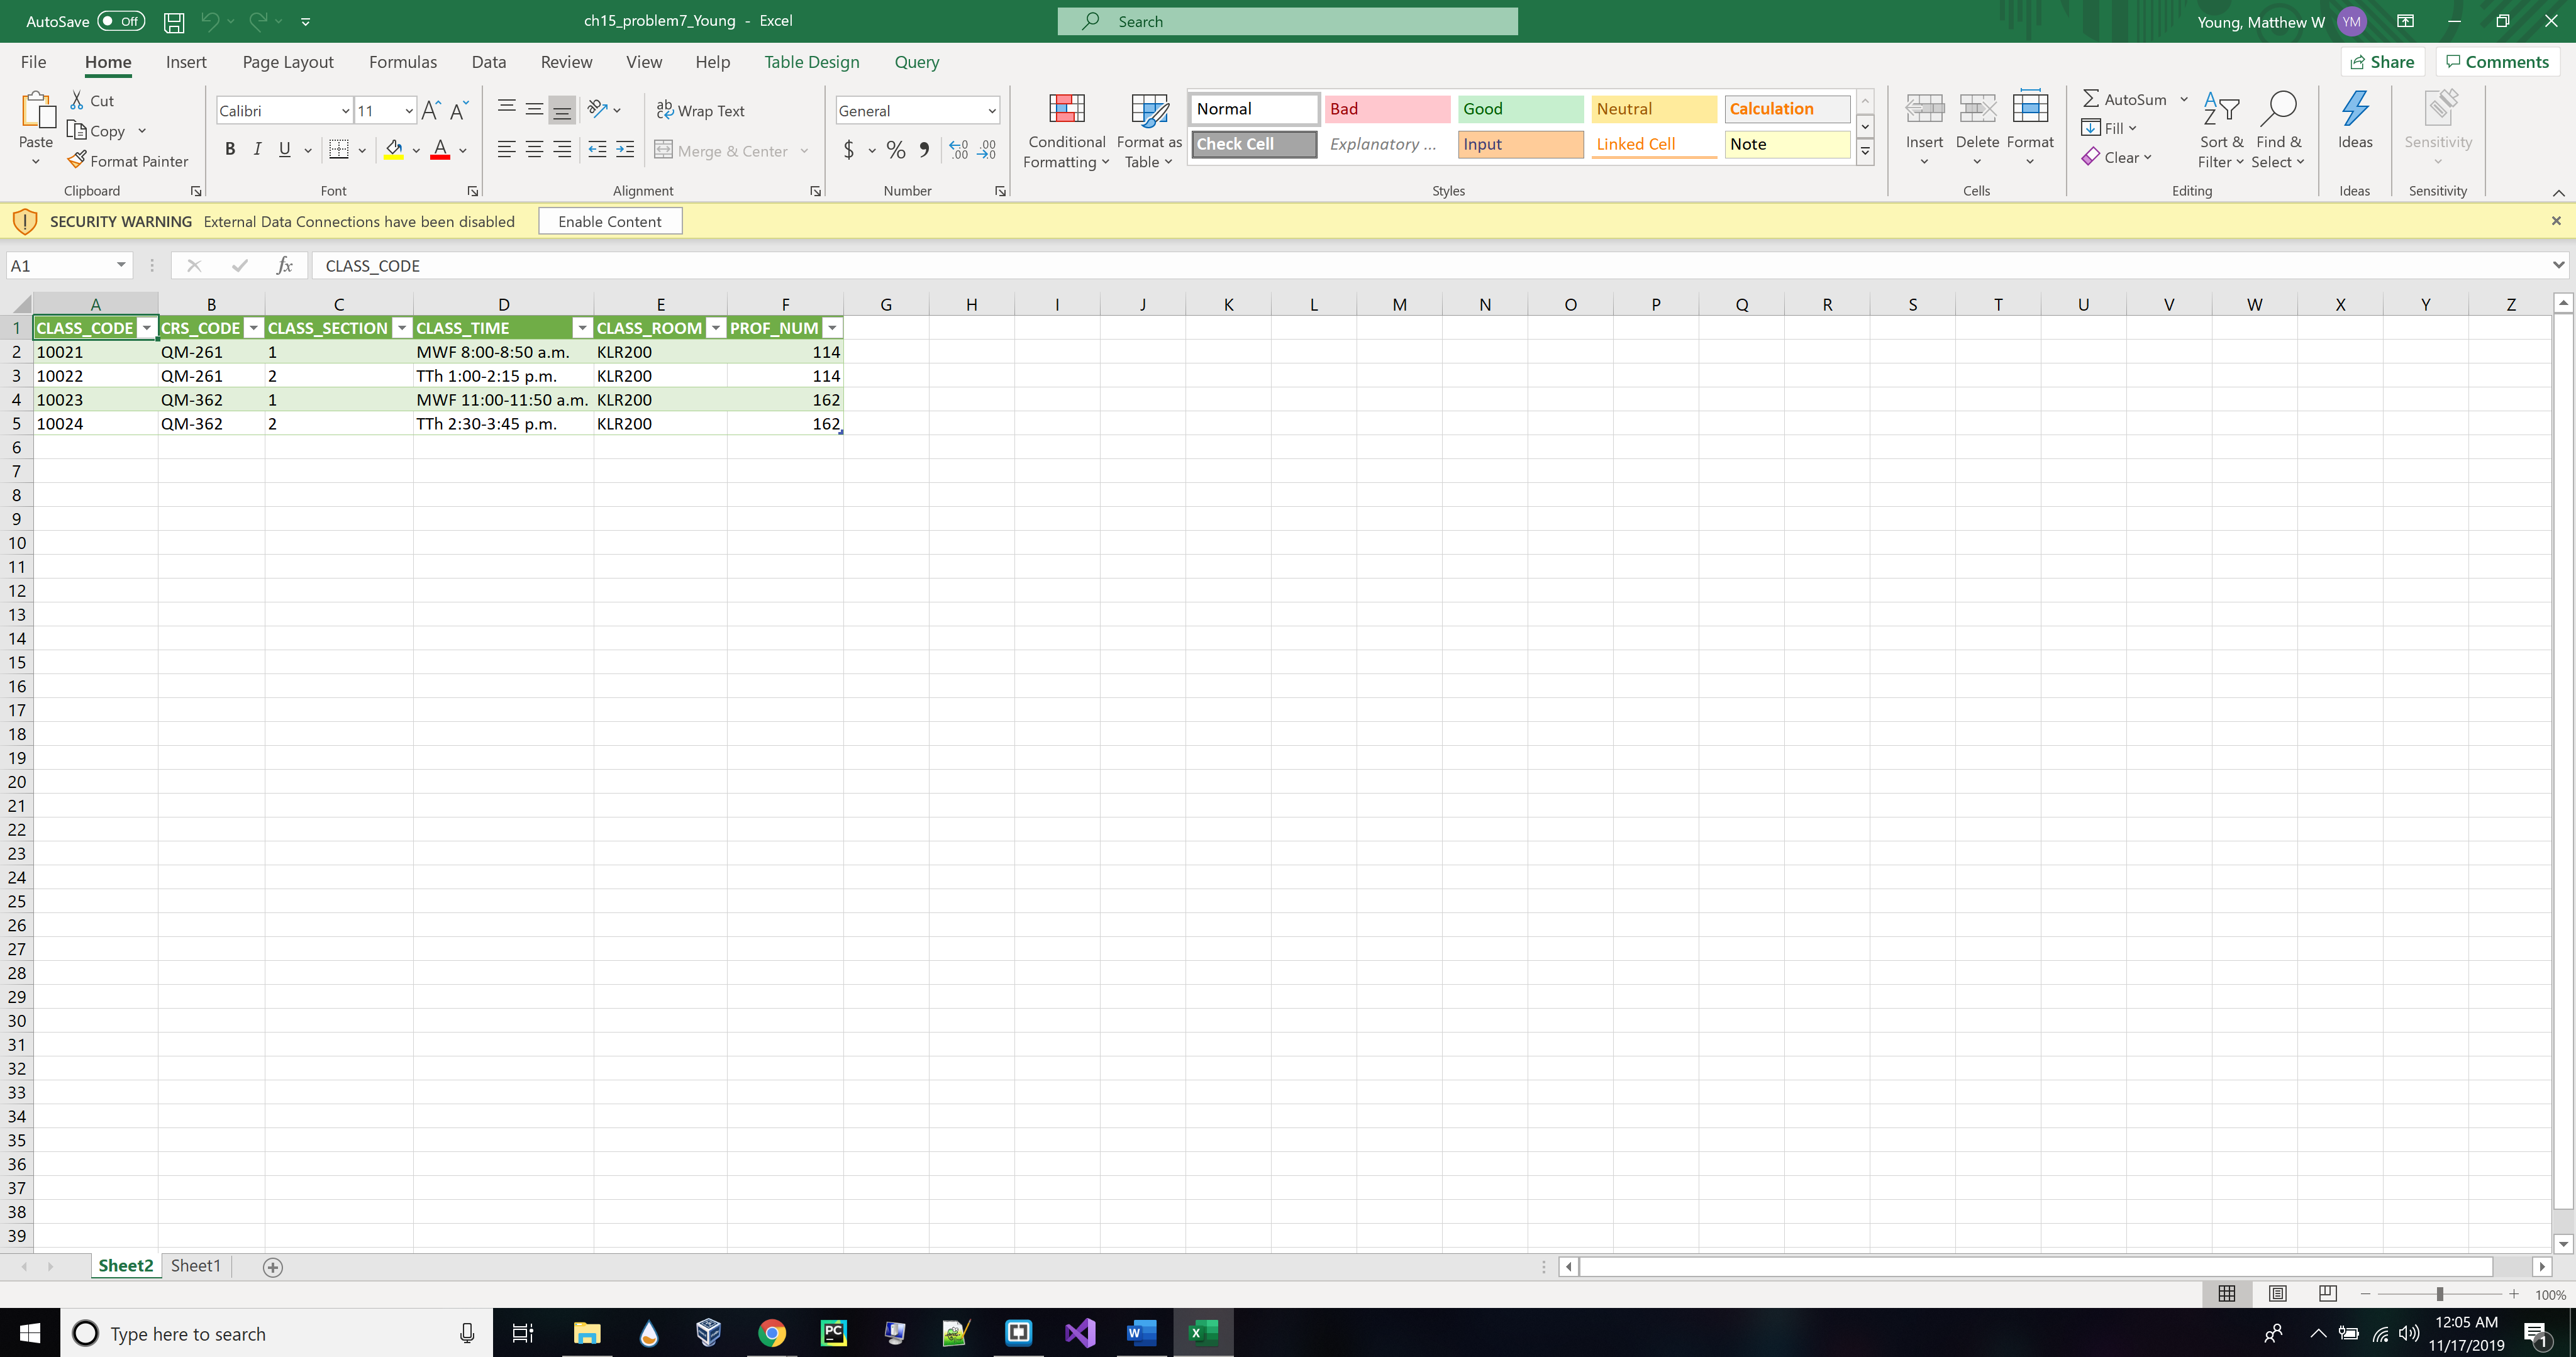 AutoSave Off ch15_problem7_Young - Excel Search Young, Matthew W YM
File Home Insert Page Layout Formulas Data Review View Help Table Design Query Share Comments
Paste Cut Copy Format Painter Clipboard
Calibri 11 B I U A Font
Wrap Text Merge & Center Alignment
General $ % Number
Conditional Formatting Format as Table
Normal Bad Good Neutral Calculation
Check Cell Explanatory ... Input Linked Cell Note
Styles
Insert Delete Format Cells
AutoSum Fill Clear Sort & Filter Find & Select Editing
Ideas Ideas
Sensitivity Sensitivity
SECURITY WARNING External Data Connections have been disabled Enable Content
A1 fx CLASS_CODE
A B C D E F G H I J K L M N O P Q R S T U V W X Y Z
1 CLASS_CODE CRS_CODE CLASS_SECTION CLASS_TIME CLASS_ROOM PROF_NUM
2 10021 QM-261 1 MWF 8:00-8:50 a.m. KLR200 114
3 10022 QM-261 2 TTh 1:00-2:15 p.m. KLR200 114
4 10023 QM-362 1 MWF 11:00-11:50 a.m. KLR200 162
5 10024 QM-362 2 TTh 2:30-3:45 p.m. KLR200 162
6
7
8
9
10
11
12
13
14
15
16
17
18
19
20
21
22
23
24
25
26
27
28
29
30
31
32
33
34
35
36
37
38
39
Sheet2 Sheet1
100%
Type here to search
12:05 AM
11/17/2019
1